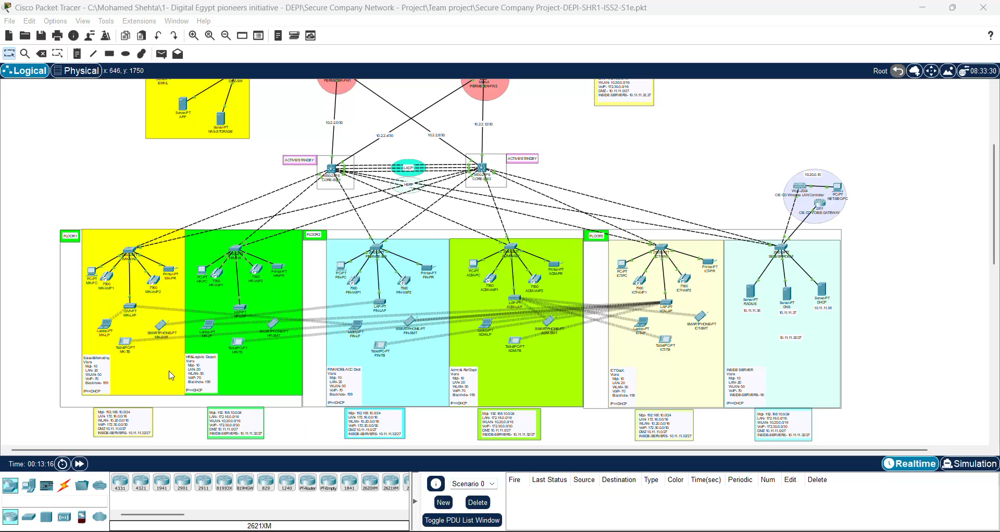 Cisco Packet Tracer - C:\Mohamed Shehta\1- Digital Egypt pioneers initiative - DEPI\Secure Company Network - Project\Team project\Secure Company Project-DEPI-SHR1-ISS2-S1e.pkt
File Edit Options View Tools Extensions Window Help
Logical Physical x: 646, y: 1750 Root 08:33:30
EMAIL
DMZ-SW
Server-PT
APP
Server-PT
NAS-STORAGE
PERMETER-FW1
PERMETER-FW2
WLAN- 10.20.0.0/16
VoIP- 172.30.0.0/16
DMZ - 10.11.11.0/27
INSIDE SERVERS- 10.11.11.32.27
10.2.2.0/30
10.2.2.4/30
10.2.2.8/30
10.2.2.12/30
ACTIVE/STANDBY
3650-24PS
CORE-SW1
LACP
HSRP
3650-24PS
CORE-SW2
ACTIVE/STANDBY
10.20.0.10
WLC-2504
CISCO Wireless LAN Controller
PC-PT
NET-SEC-PC
2811
CISCO VOISE GATEWAY
FLOOR1
FLOOR2
FLOOR3
2960-24TT
MK-SW
PC-PT
MK-PC
7960
MK-VoIP1
7960
MK-VoIP2
Printer-PT
MK-PR
LAP-PT
MK-LAP
Laptop-PT
MK-LP
SMARTPHONE-PT
MK-SMT
TabletPC-PT
MK-TB
Sales&Marketing
Vlans
Mgt- 10
LAN- 20
WLAN- 50
VoIP- 70
Blackhole- 199
IP==DHCP
2960-24TT
HR-SW
PC-PT
HR-PC
7960
HR-VoIP1
7960
HR-VoIP2
Printer-PT
HR-PR
LAP-PT
Laptop-PT
HR-LP
SMARTPHONE-PT
HR-SMT
TabletPC-PT
HR-TB
HR&Logistic Depart.
Vlans
Mgt- 10
LAN- 20
WLAN- 50
VoIP- 70
Blackhole- 199
IP==DHCP
2960-24TT
FINANCE-SW
PC-PT
FIN-PC
7960
FIN-VoIP1
7960
FIN-VoIP2
Printer-PT
FIN-PR
LAP-PT
FIN-LAP
Laptop-PT
FIN-LP
SMARTPHONE-PT
FIN-SMT
TabletPC-PT
FIN-TB
FINANCE& ACC Dept
Vlans
Mgt- 10
LAN- 20
WLAN- 50
VoIP- 70
Blackhole- 199
IP==DHCP
2960-24TT
ADMIN-SW
PC-PT
ADM-PC
7960
ADM-VoIP1
7960
ADM-VoIP2
Printer-PT
ADM-PR
LAP-PT
ADM-LAP
Laptop-PT
ADM-LP
SMARTPHONE-PT
ADM-SMT
TabletPC-PT
ADM-TB
Admin& Ref Dept
Vlans
Mgt- 10
LAN- 20
WLAN- 50
VoIP- 70
Blackhole- 199
IP==DHCP
2960-24TT
ICT-SW
PC-PT
ICT-PC
7960
ICT-VoIP1
7960
ICT-VoIP2
Printer-PT
ICT-PR
LAP-PT
ICT-LAP
Laptop-PT
ICT-LP
SMARTPHONE-PT
ICT-SMT
TabletPC-PT
ICT-TB
ICT Dept.
Vlans
Mgt- 10
LAN- 20
WLAN- 50
VoIP- 70
Blackhole- 199
IP==DHCP
2960-24TT
SERVERROOM
Server-PT
RADIUS
10.11.11.36
Server-PT
DNS
10.11.11.37
Server-PT
DHCP
10.11.11.38
10.11.11.32/27
INSIDE SERVER
Vlans
Mgt- 10
LAN- 20
WLAN- 50
VoIP- 70
INSIDE-SERVERS- 90
IP==DHCP
Mgt- 192.168.10.0/24
LAN- 172.16.0.0/16
WLAN- 10.20.0.0/16
VoIP- 172.30.0.0/30
DMZ 10.11.11.0/27
INSIDE-SERVERS- 10.11.11.32/27
Mgt- 192.168.10.0/24
LAN- 172.16.0.0/16
WLAN- 10.20.0.0/16
VoIP- 172.30.0.0/30
DMZ 10.11.11.0/27
INSIDE-SERVERS- 10.11.11.32/27
Mgt- 192.168.10.0/24
LAN- 172.16.0.0/16
WLAN- 10.20.0.0/16
VoIP- 172.30.0.0/30
DMZ 10.11.11.0/27
INSIDE-SERVERS- 10.11.11.32/27
Mgt- 192.168.10.0/24
LAN- 172.16.0.0/16
WLAN- 10.20.0.0/16
VoIP- 172.30.0.0/30
DMZ 10.11.11.0/27
INSIDE-SERVERS- 10.11.11.32/27
Mgt- 192.168.10.0/24
LAN- 172.16.0.0/16
WLAN- 10.20.0.0/16
VoIP- 172.30.0.0/30
DMZ 10.11.11.0/27
INSIDE-SERVERS- 10.11.11.32/27
Mgt- 192.168.10.0/24
LAN- 172.16.0.0/16
WLAN- 10.20.0.0/16
VoIP- 172.30.0.0/30
DMZ 10.11.11.0/27
INSIDE-SERVERS- 10.11.11.32/27
Time: 00:13:16 Realtime Simulation
4331 4321 1941 2901 2911 819IOX 819HGW 829 1240 PT-Router PT-Empty 1841 2620XM 2621XM
2621XM
Scenario 0
New Delete
Toggle PDU List Window
Fire Last Status Source Destination Type Color Time(sec) Periodic Num Edit Delete